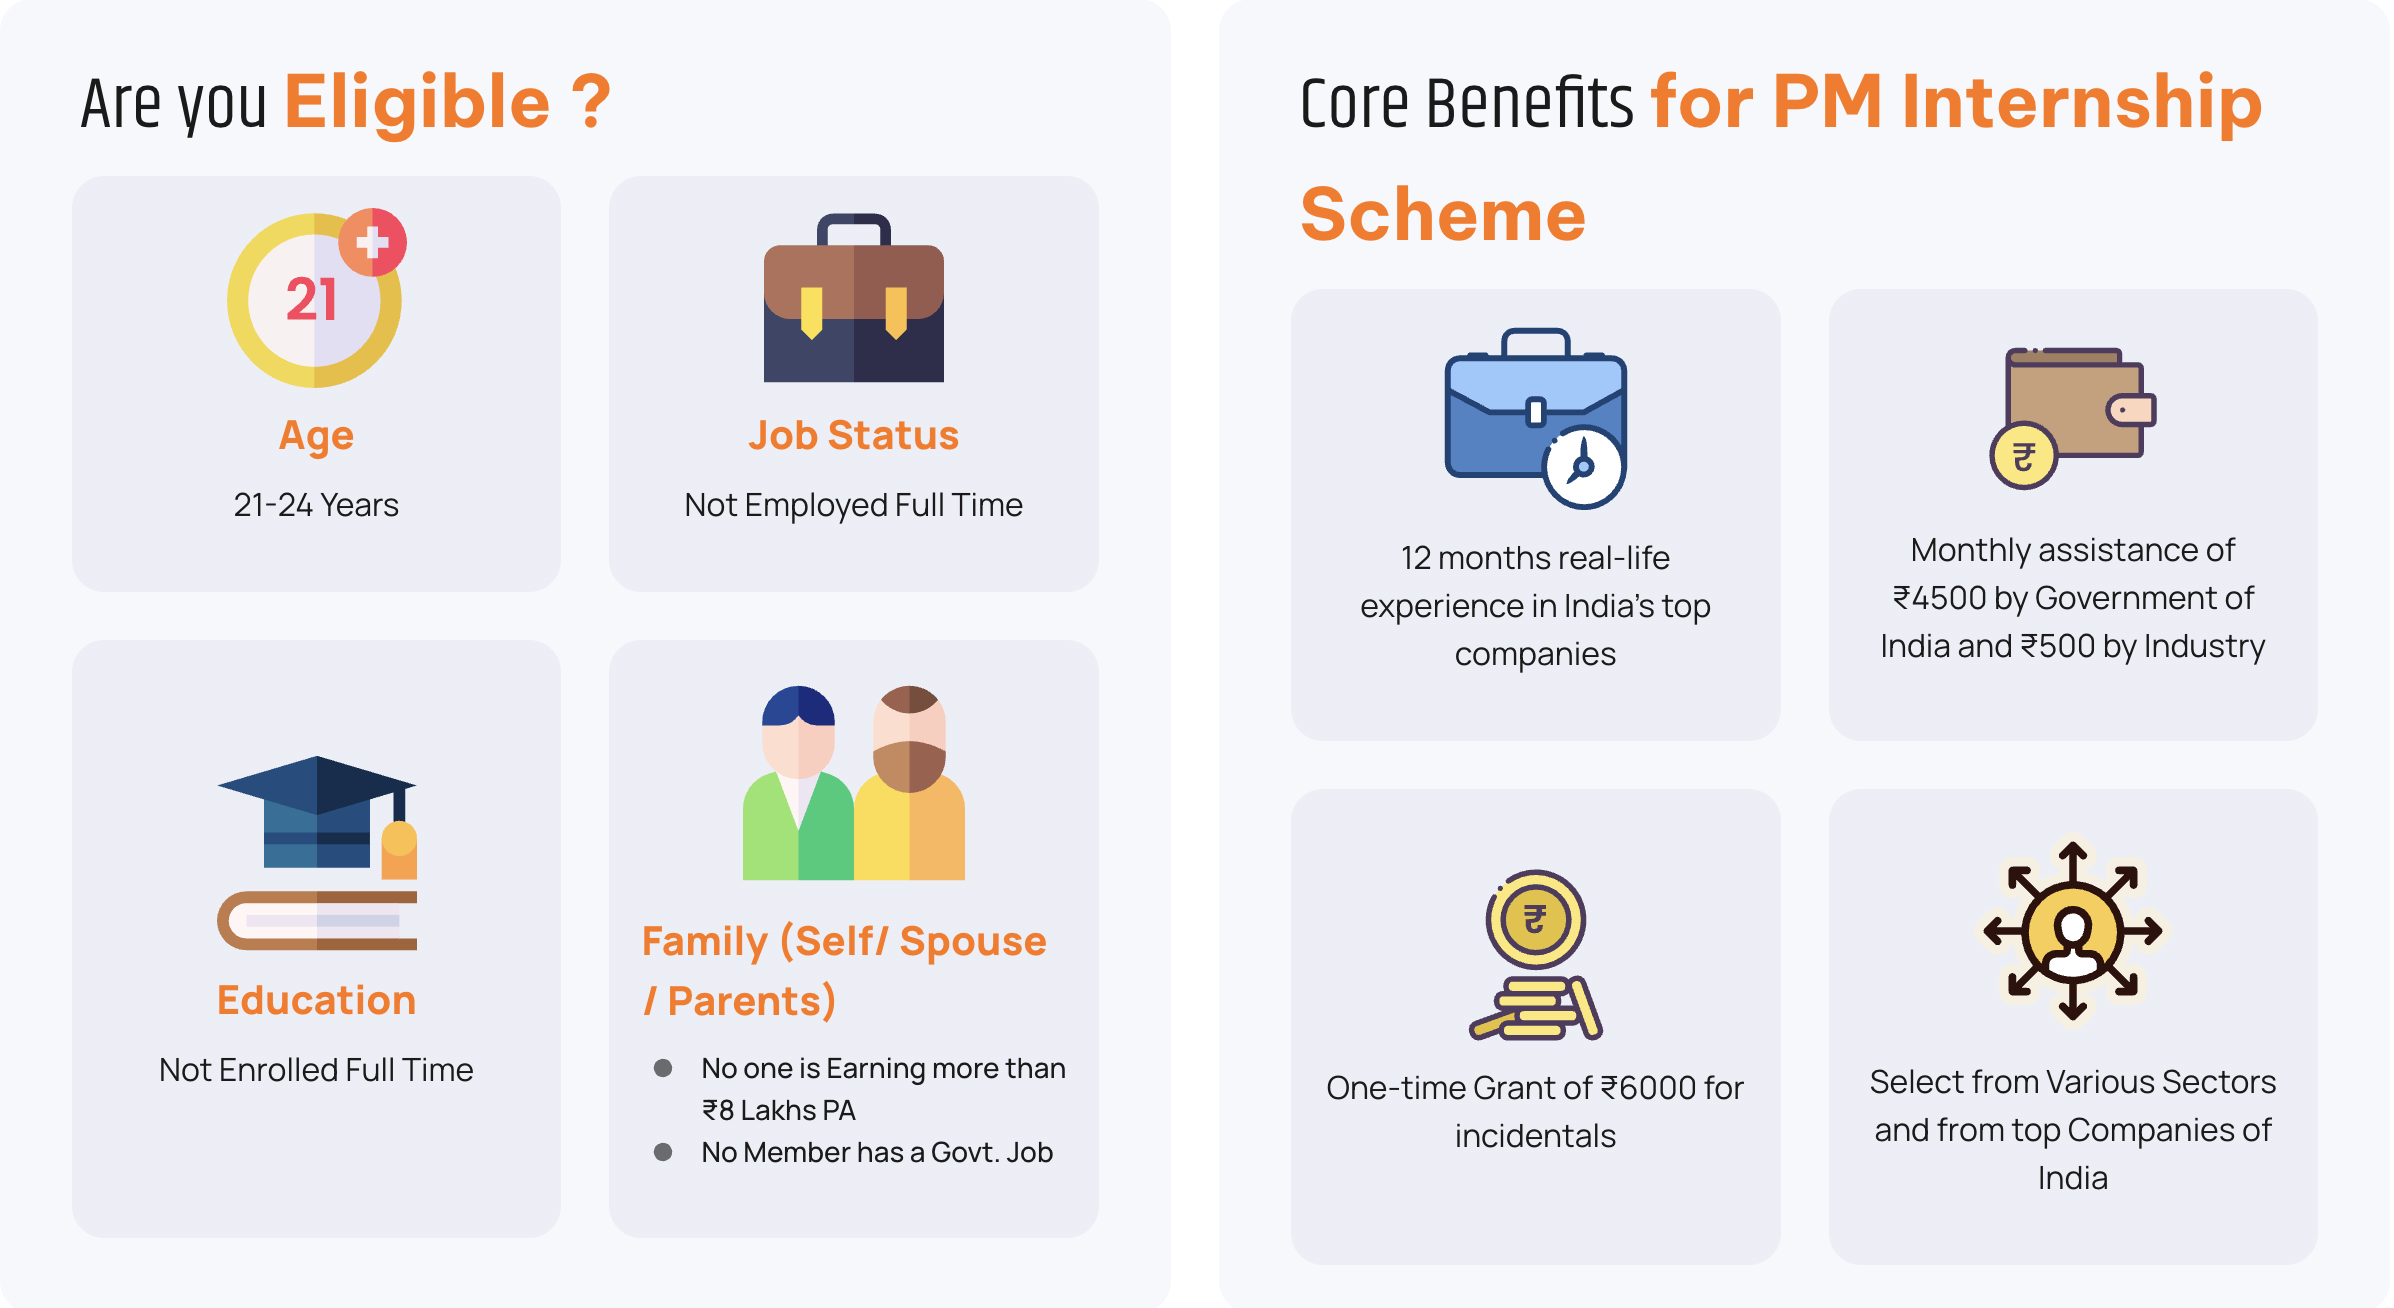 Are you Eligible ?
21
Age
21-24 Years
Job Status
Not Employed Full Time
Education
Not Enrolled Full Time
Family (Self/ Spouse
/ Parents)
No one is Earning more than
₹8 Lakhs PA
No Member has a Govt. Job
Core Benefits for PM Internship
Scheme
12 months real-life
experience in India’s top
companies
₹
Monthly assistance of
₹4500 by Government of
India and ₹500 by Industry
₹
One-time Grant of ₹6000 for
incidentals
Select from Various Sectors
and from top Companies of
India